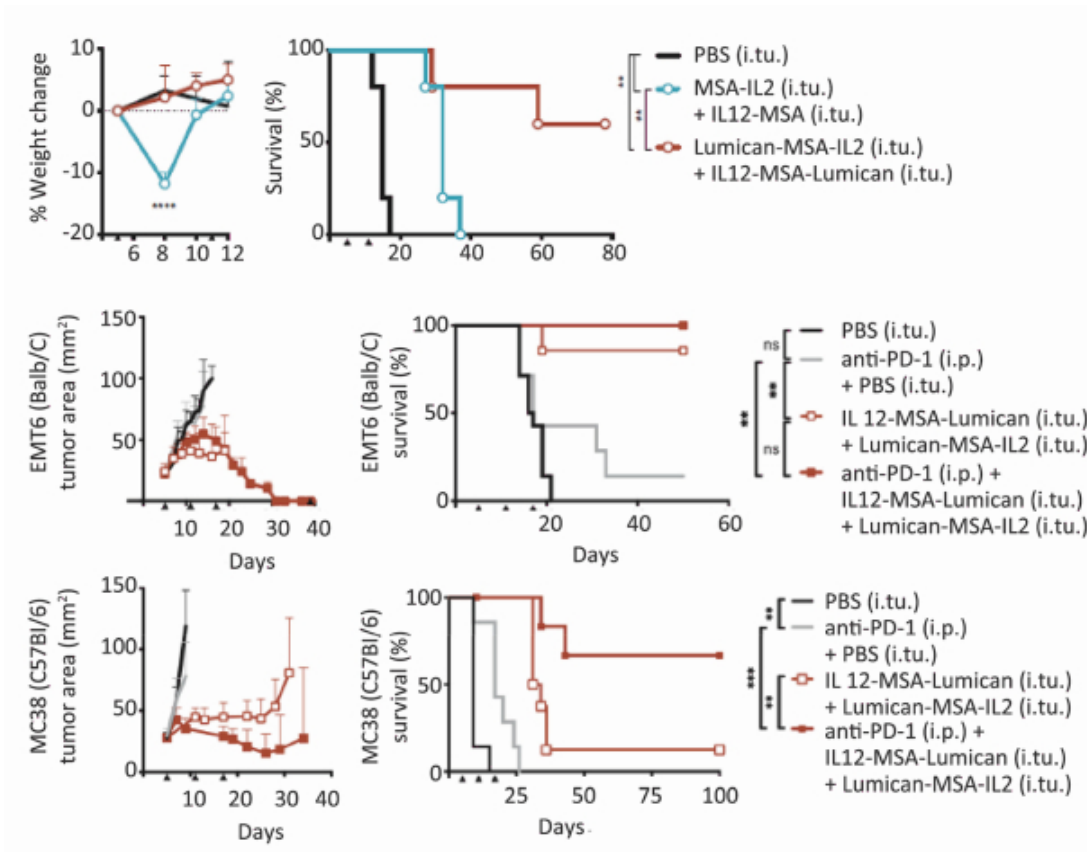 % Weight change
10
0
-10
-20
6
8
10
12
****
Survival (%)
100
50
0
20
40
60
80
**
**
PBS (i.tu.)
MSA-IL2 (i.tu.)
+ IL12-MSA (i.tu.)
Lumican-MSA-IL2 (i.tu.)
+ IL12-MSA-Lumican (i.tu.)
EMT6 (Balb/C)
tumor area (mm²)
150
100
50
10
20
30
40
Days
EMT6 (Balb/C)
survival (%)
100
50
0
20
40
60
Days
ns
**
**
ns
PBS (i.tu.)
anti-PD-1 (i.p.)
+ PBS (i.tu.)
IL 12-MSA-Lumican (i.tu.)
+ Lumican-MSA-IL2 (i.tu.)
anti-PD-1 (i.p.) +
IL12-MSA-Lumican (i.tu.)
+ Lumican-MSA-IL2 (i.tu.)
MC38 (C57Bl/6)
tumor area (mm²)
150
100
50
0
10
20
30
40
Days
MC38 (C57Bl/6)
survival (%)
100
50
0
25
50
75
100
Days
**
***
**
PBS (i.tu.)
anti-PD-1 (i.p.)
+ PBS (i.tu.)
IL 12-MSA-Lumican (i.tu.)
+ Lumican-MSA-IL2 (i.tu.)
anti-PD-1 (i.p.) +
IL12-MSA-Lumican (i.tu.)
+ Lumican-MSA-IL2 (i.tu.)